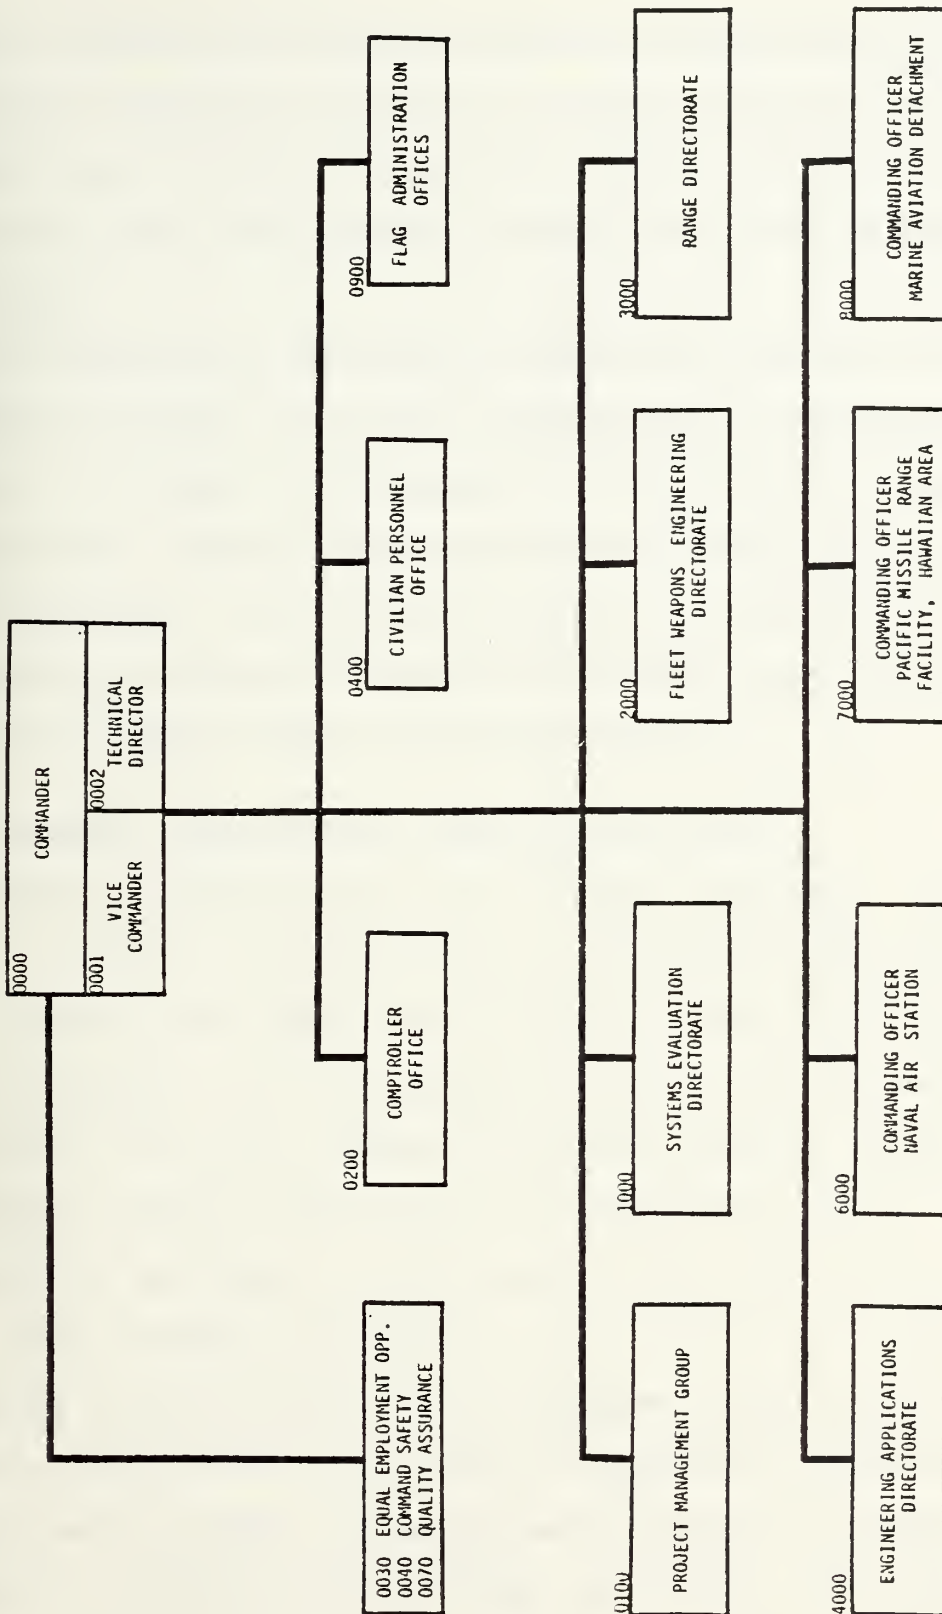 0000
COMMANDER
0001
VICE
COMMANDER
0002
TECHNICAL
DIRECTOR
0030 EQUAL EMPLOYMENT OPP.
0040 COMMAND SAFETY
0070 QUALITY ASSURANCE
0200
COMPTROLLER
OFFICE
0400
CIVILIAN PERSONNEL
OFFICE
0900
FLAG ADMINISTRATION
OFFICES
0100
PROJECT MANAGEMENT GROUP
1000
SYSTEMS EVALUATION
DIRECTORATE
2000
FLEET WEAPONS ENGINEERING
DIRECTORATE
3000
RANGE DIRECTORATE
4000
ENGINEERING APPLICATIONS
DIRECTORATE
6000
COMMANDING OFFICER
NAVAL AIR STATION
7000
COMMANDING OFFICER
PACIFIC MISSILE RANGE
FACILITY, HAWAIIAN AREA
8000
COMMANDING OFFICER
MARINE AVIATION DETACHMENT